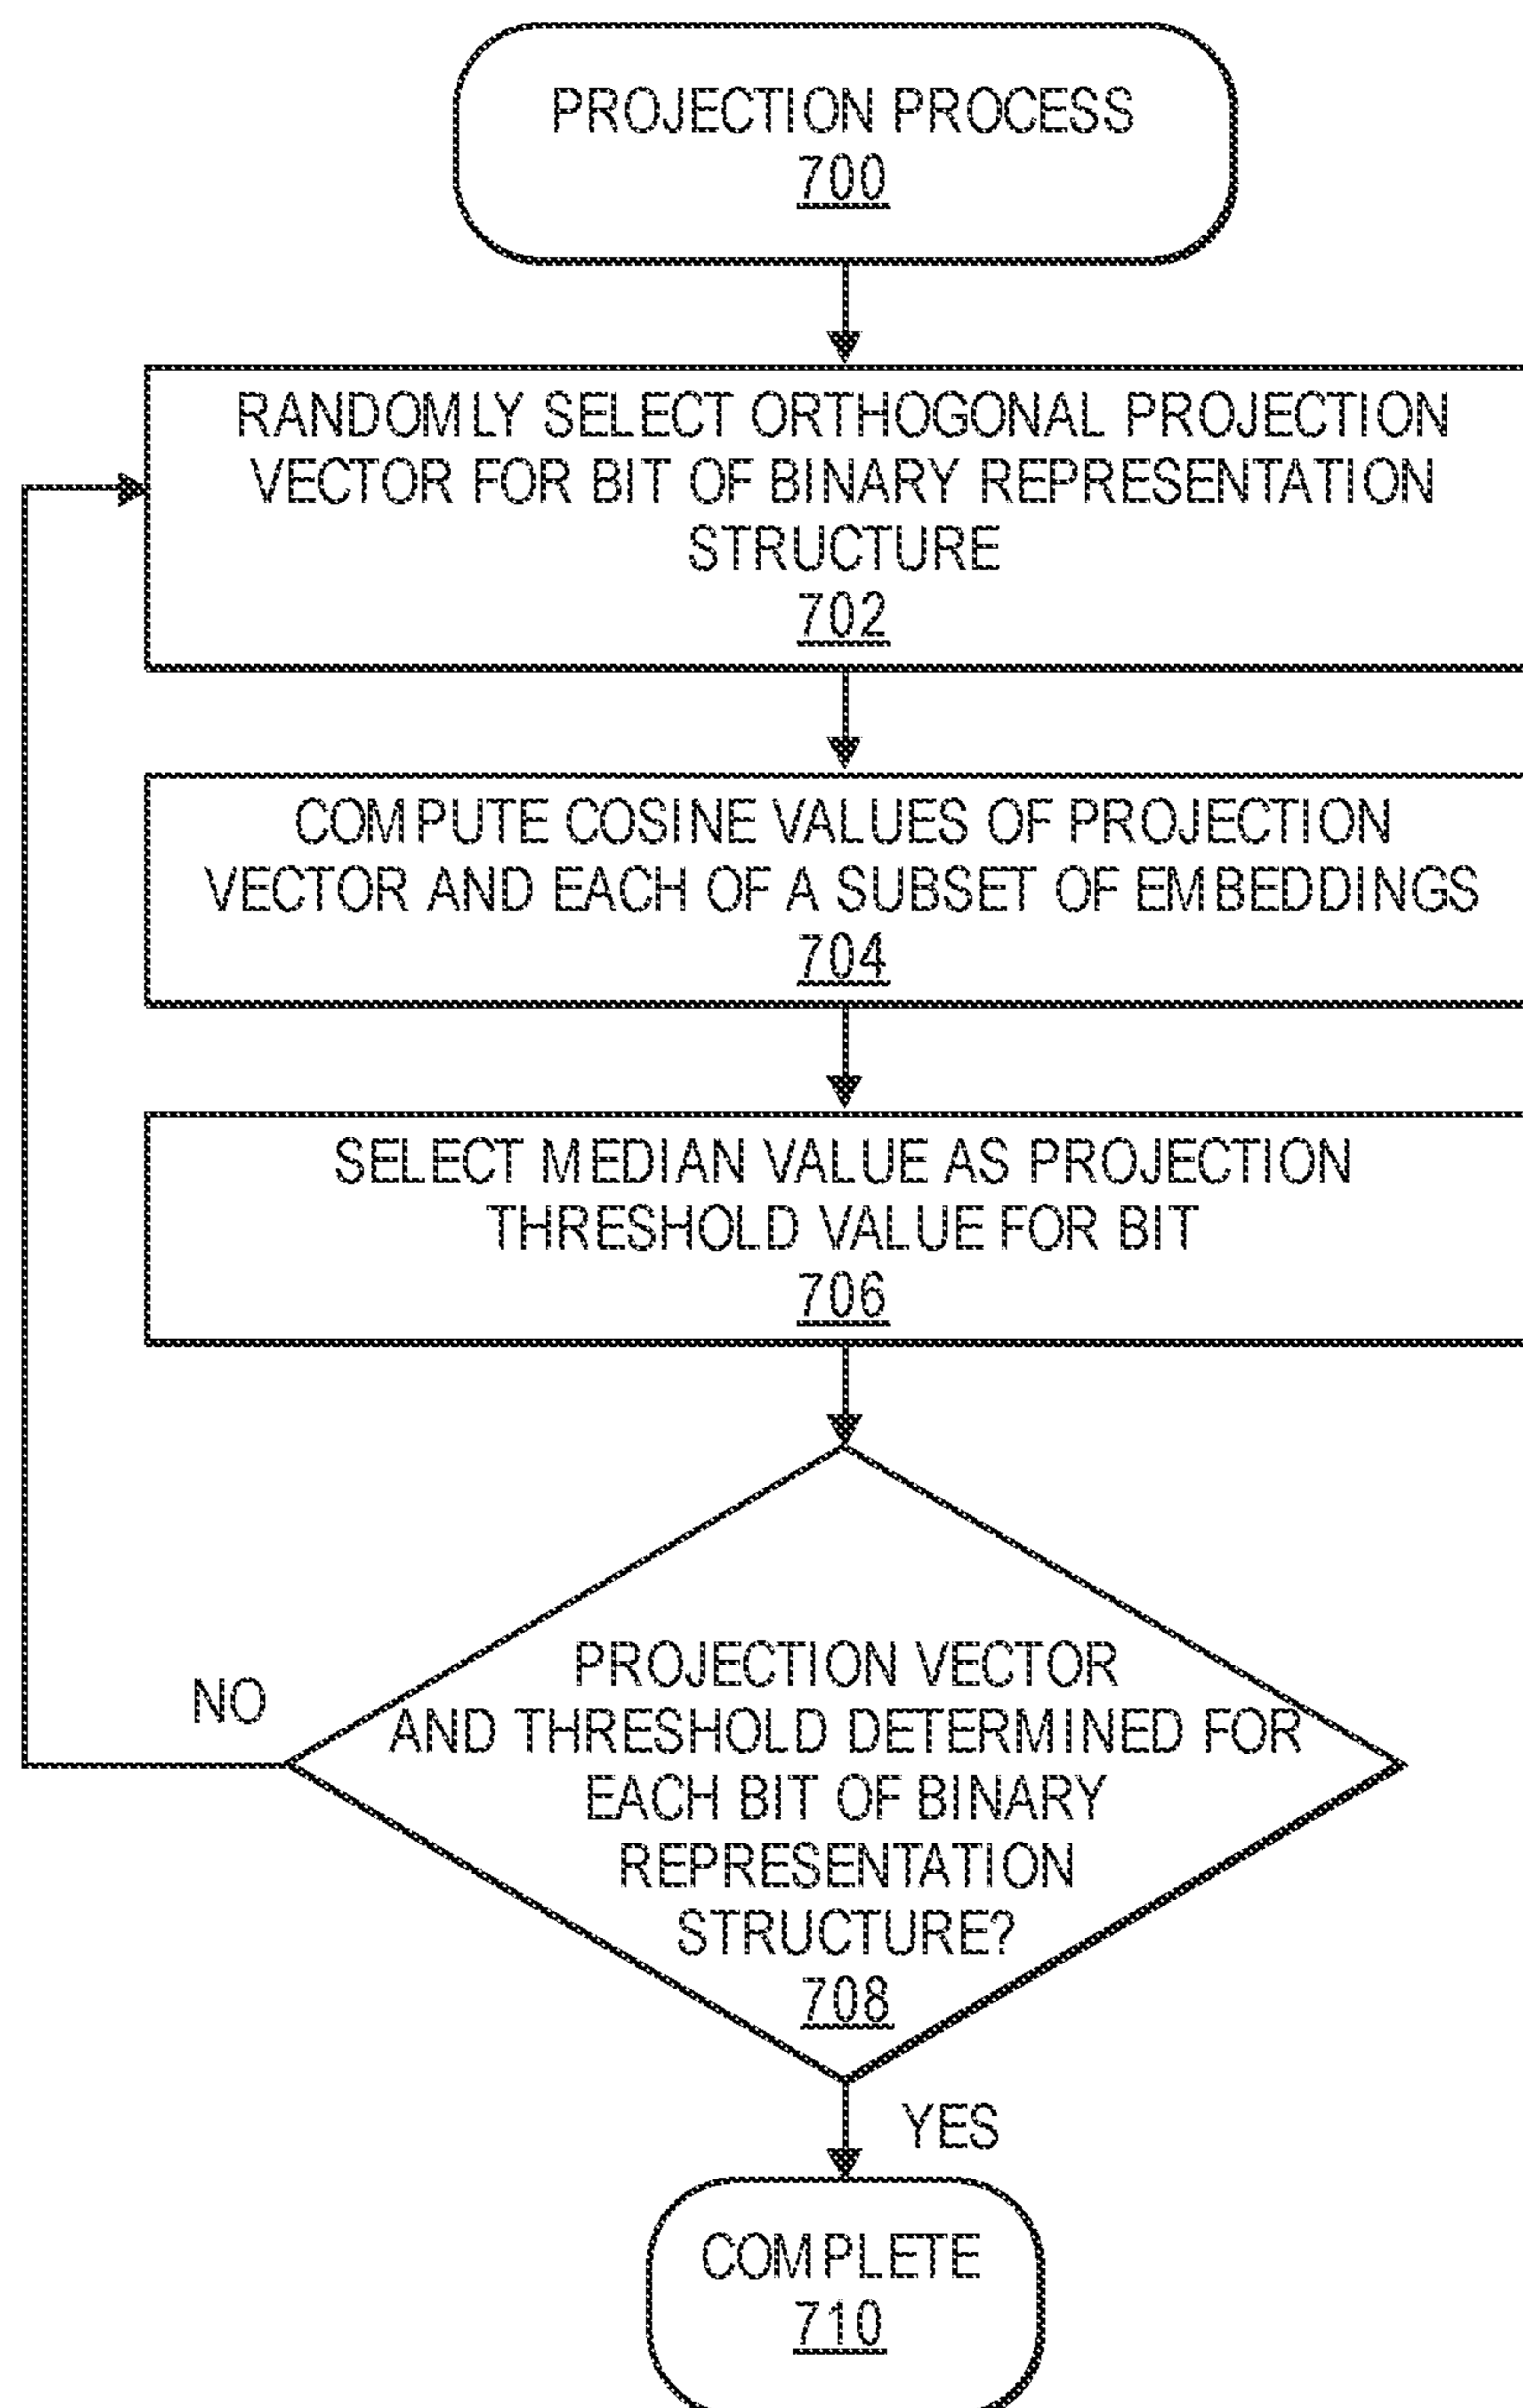 PROJECTION PROCESS
700
RANDOMLY SELECT ORTHOGONAL PROJECTION
VECTOR FOR BIT OF BINARY REPRESENTATION
STRUCTURE
702
COMPUTE COSINE VALUES OF PROJECTION
VECTOR AND EACH OF A SUBSET OF EMBEDDINGS
704
SELECT MEDIAN VALUE AS PROJECTION
THRESHOLD VALUE FOR BIT
706
PROJECTION VECTOR
NO
AND THRESHOLD DETERMINED FOR
EACH BIT OF BINARY
REPRESENTATION
STRUCTURE?
708
YES
COMPLETE
710